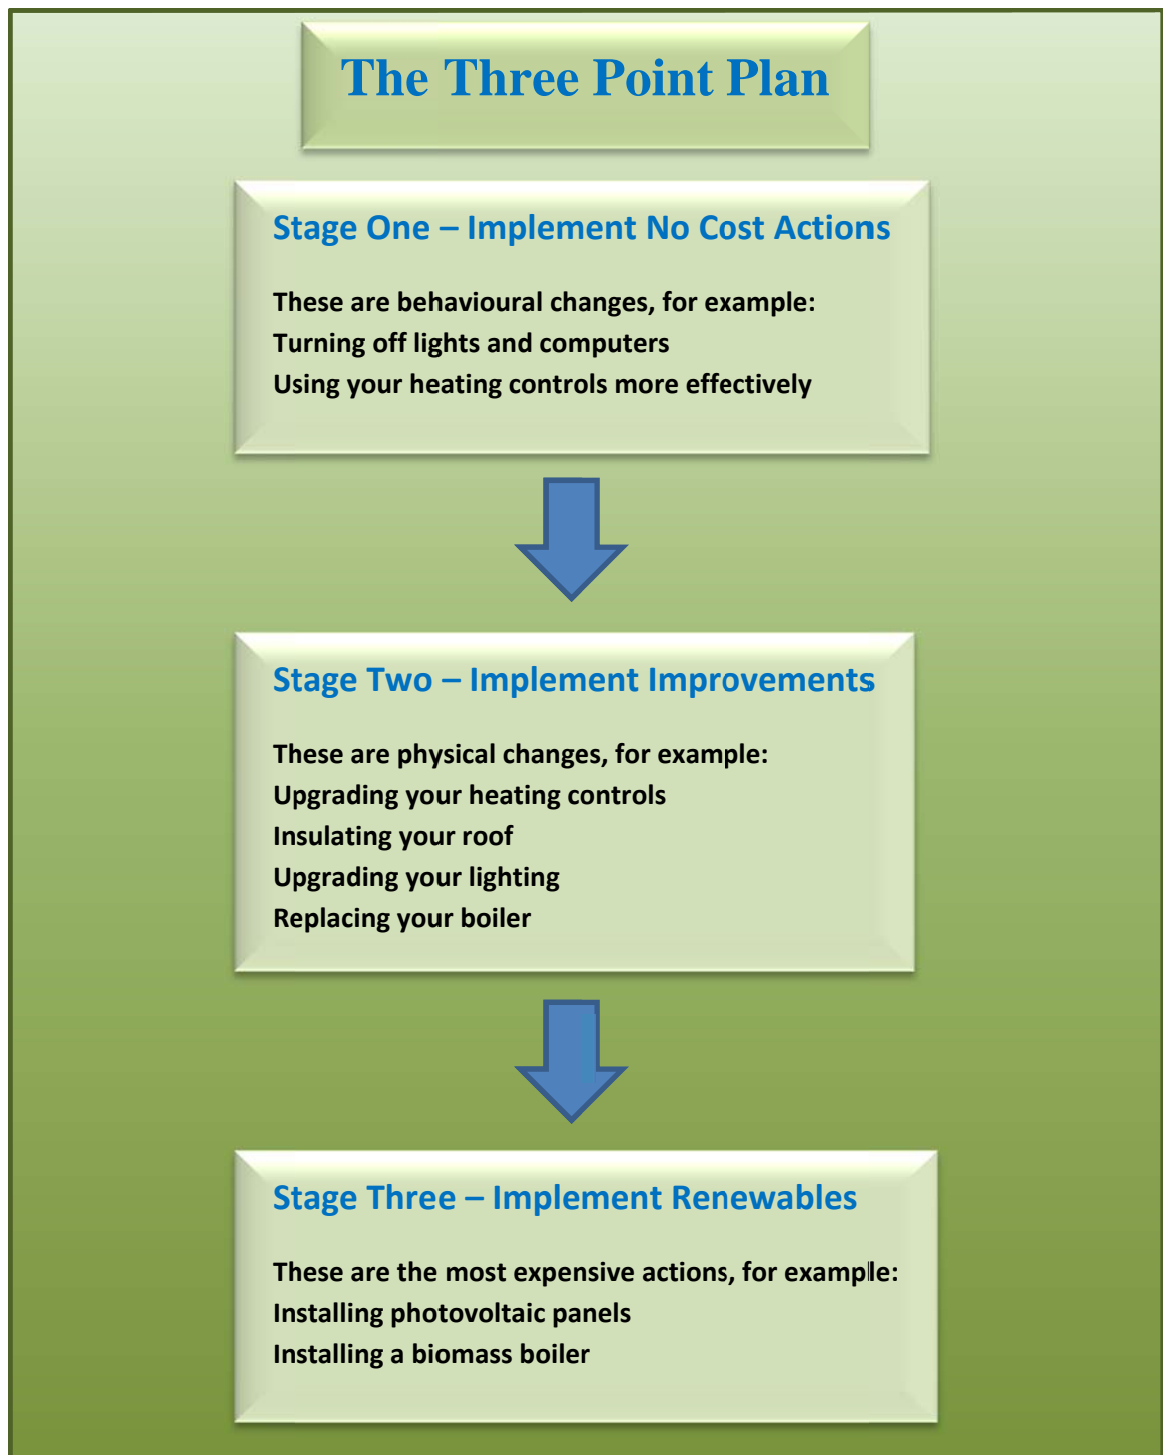 The Three Point Plan
Stage One – Implement No Cost Actions
These are behavioural changes, for example:
Turning off lights and computers
Using your heating controls more effectively
Stage Two – Implement Improvements
These are physical changes, for example:
Upgrading your heating controls
Insulating your roof
Upgrading your lighting
Replacing your boiler
Stage Three – Implement Renewables
These are the most expensive actions, for example:
Installing photovoltaic panels
Installing a biomass boiler